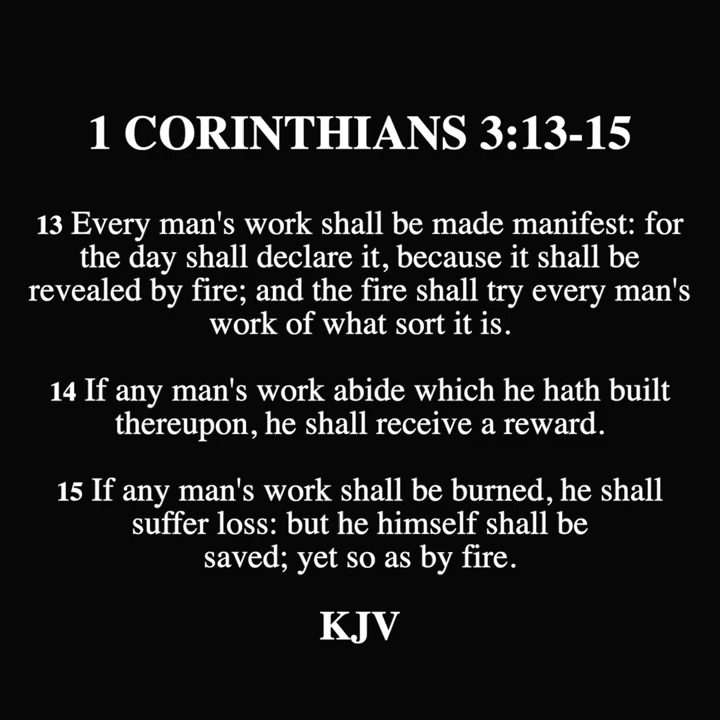 1 CORINTHIANS 3:13-15
13 Every man's work shall be made manifest: for
the day shall declare it, because it shall be
revealed by fire; and the fire shall try every man's
work of what sort it is.
14 If any man's work abide which he hath built
thereupon, he shall receive a reward.
15 If any man's work shall be burned, he shall
suffer loss: but he himself shall be
saved; yet so as by fire.
KJV